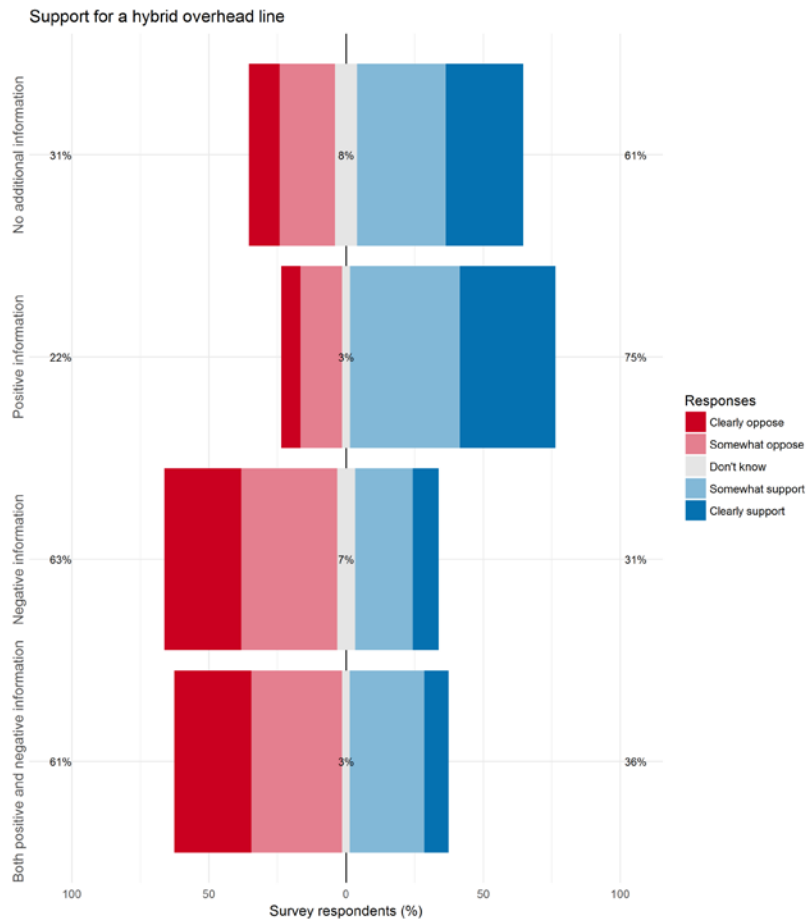 Support for a hybrid overhead line
No additional information
31%
8%
61%
Positive information
22%
3%
75%
Negative information
63%
7%
31%
Both positive and negative information
61%
3%
36%
Responses
Clearly oppose
Somewhat oppose
Don't know
Somewhat support
Clearly support
100
50
0
50
100
Survey respondents (%)